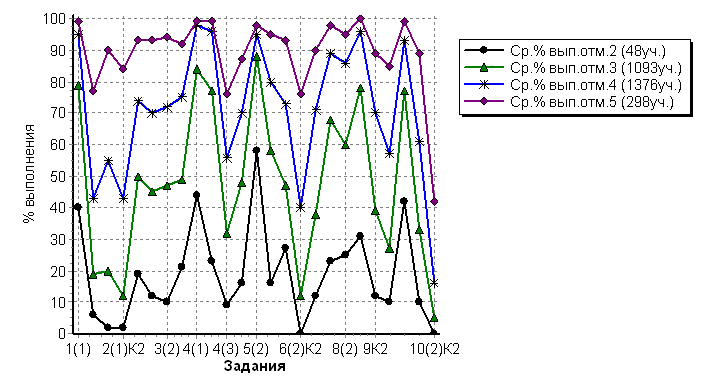 % выполнения
100
90
80
70
60
50
40
30
20
10
0
1(1) 2(1)К2 3(2) 4(1) 4(3) 5(2) 6(2)К2 8(2) 9К2 10(2)К2
Задания
Ср.% вып.отм.2 (48уч.)
Ср.% вып.отм.3 (1093уч.)
Ср.% вып.отм.4 (1376уч.)
Ср.% вып.отм.5 (298уч.)